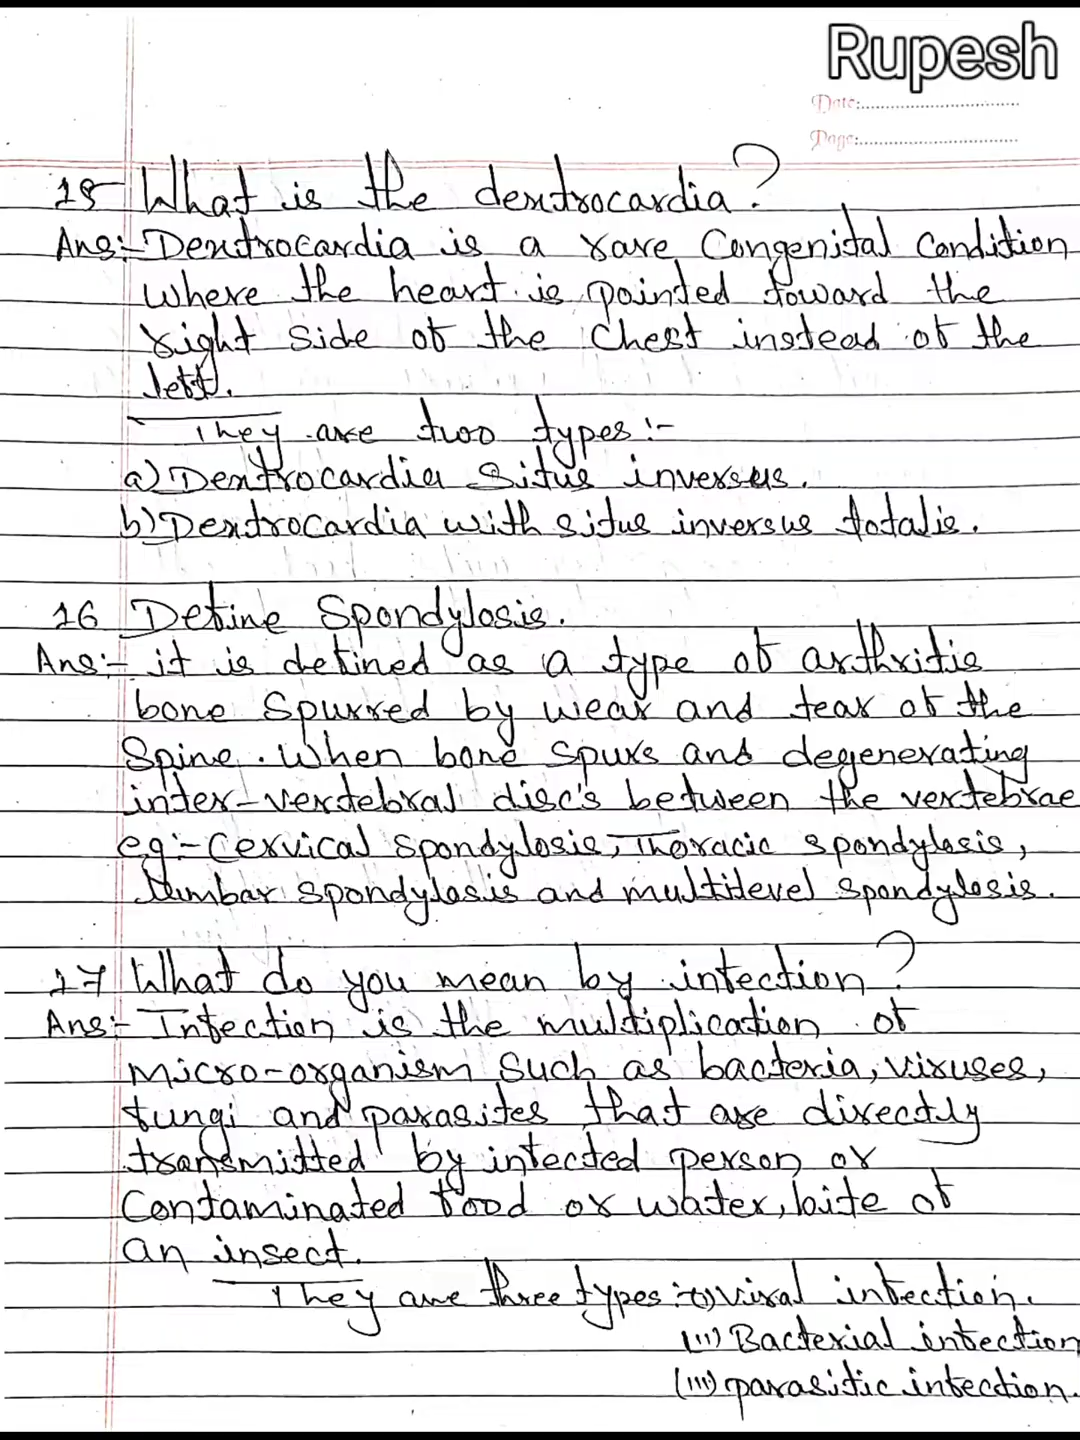 Rupesh
Date:
Page:
15 What is the dextrocardia?
Ans:- Dextrocardia is a rare Congenital Condition
where the heart is pointed toward the
right side of the chest instead of the
left.
They are two types:-
a) Dextrocardia Situs inversus.
b) Dextrocardia with situs inversus totalis.
16 Define Spondylosis.
Ans:- it is defined as a type of arthritis
bone Spurred by wear and tear of the
Spine. When bone spurs and degenerating
inter-vertebral disc's between the vertebrae
eg:- Cervical spondylosis, Thoracic spondylosis,
Lumbar spondylosis and multilevel spondylosis.
17 What do you mean by infection?
Ans:- Infection is the multiplication of
micro-organism Such as bacteria, viruses,
fungi and parasites that are directly
transmitted by infected person or
Contaminated food or water, bite of
an insect.
They are three types:- (i) viral infection.
(ii) Bacterial infection
(iii) parasitic infection.